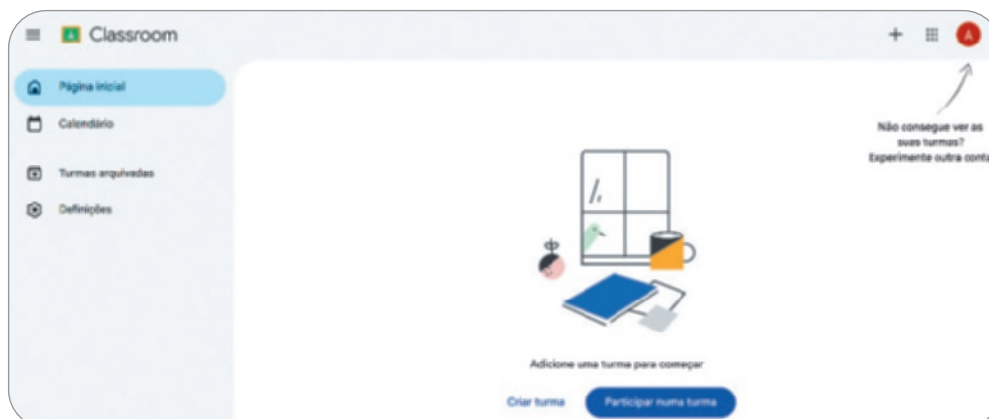 Classroom
A
Página inicial
Calendário
Turmas arquivadas
Definições
Não consegue ver as
suas turmas?
Experimente outra conta
Adicione uma turma para começar
Criar turma
Participar numa turma